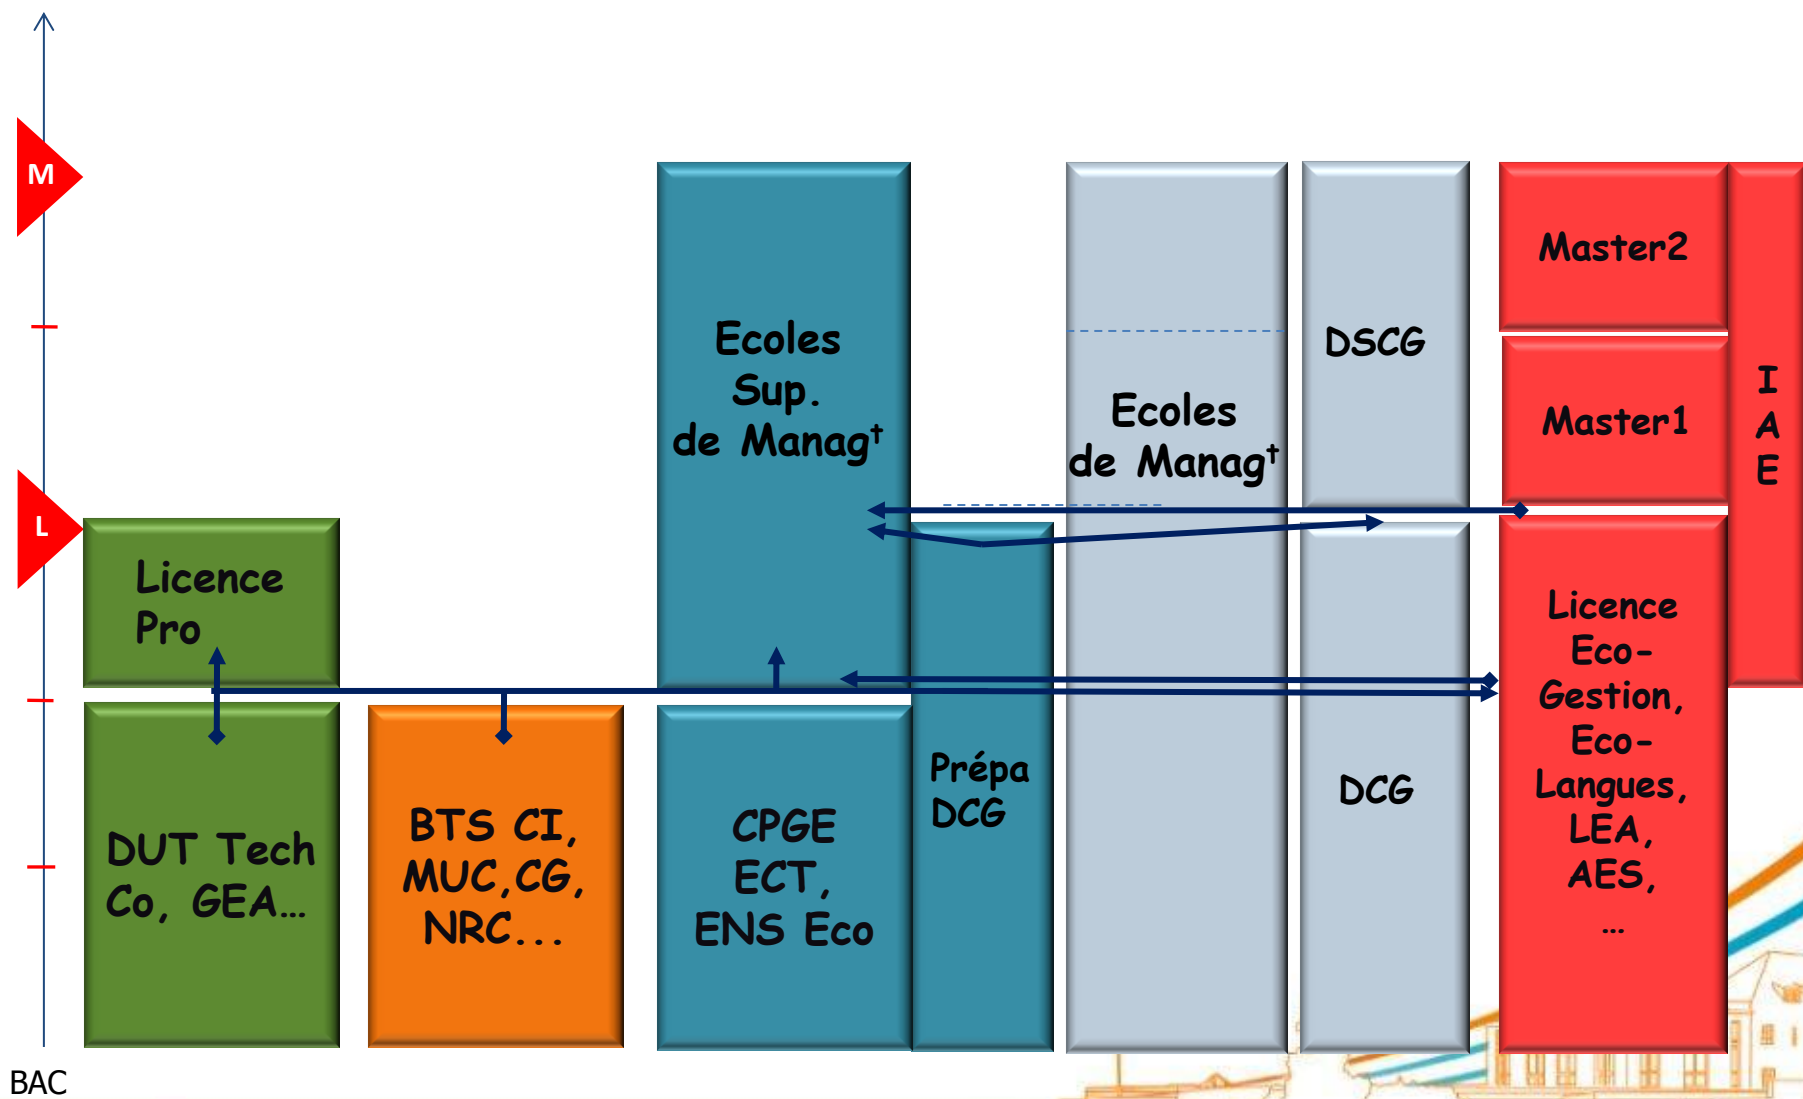 M
L
BAC
Licence
Pro
DUT Tech
Co, GEA…
BTS CI,
MUC,CG,
NRC...
Ecoles
Sup.
de Managᵗ
CPGE
ECT,
ENS Eco
Prépa
DCG
Ecoles
de Managᵗ
DSCG
DCG
Master2
Master1
Licence
Eco-
Gestion,
Eco-
Langues,
LEA,
AES,
…
I
A
E